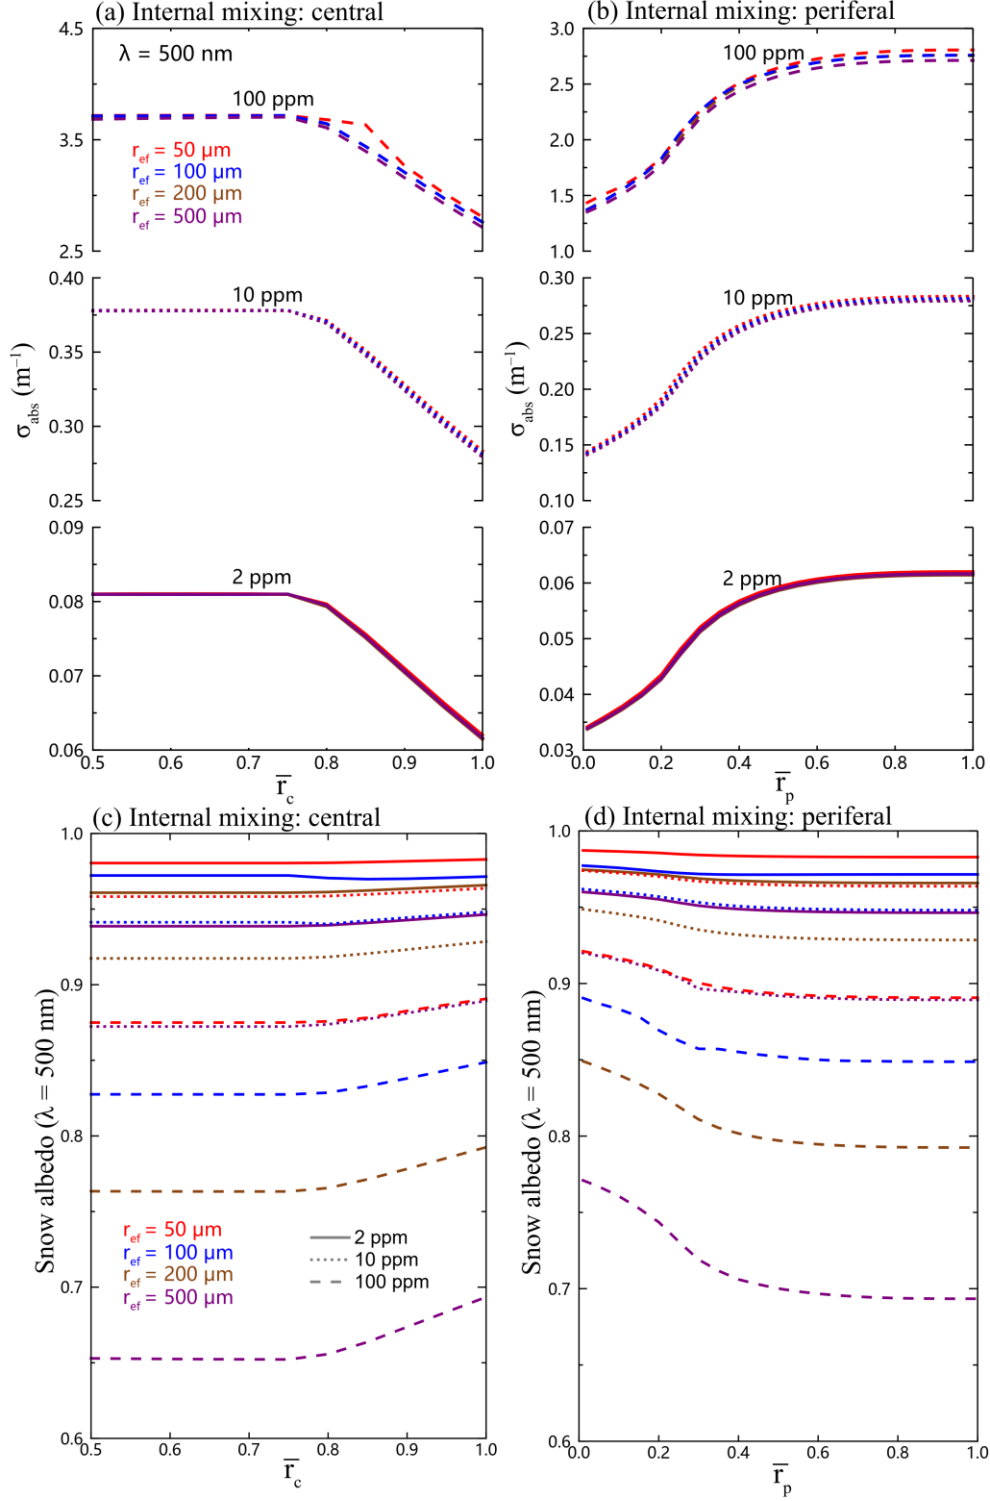 (a) Internal mixing: central
4.5
3.5
2.5
λ = 500 nm
100 ppm
r_ef = 50 μm
r_ef = 100 μm
r_ef = 200 μm
r_ef = 500 μm
0.40
0.35
0.30
0.25
10 ppm
σ_abs (m⁻¹)
0.09
0.08
0.07
0.06
2 ppm
0.5 0.6 0.7 0.8 0.9 1.0
r̅_c
(b) Internal mixing: periferal
3.0
2.5
2.0
1.5
1.0
100 ppm
0.30
0.25
0.20
0.15
0.10
10 ppm
σ_abs (m⁻¹)
0.07
0.06
0.05
0.04
0.03
2 ppm
0.0 0.2 0.4 0.6 0.8 1.0
r̅_p
(c) Internal mixing: central
1.0
0.9
0.8
0.7
0.6
Snow albedo (λ = 500 nm)
r_ef = 50 μm
r_ef = 100 μm
r_ef = 200 μm
r_ef = 500 μm
2 ppm
10 ppm
100 ppm
0.5 0.6 0.7 0.8 0.9 1.0
r̅_c
(d) Internal mixing: periferal
1.0
0.9
0.8
0.7
0.6
Snow albedo (λ = 500 nm)
0.0 0.2 0.4 0.6 0.8 1.0
r̅_p